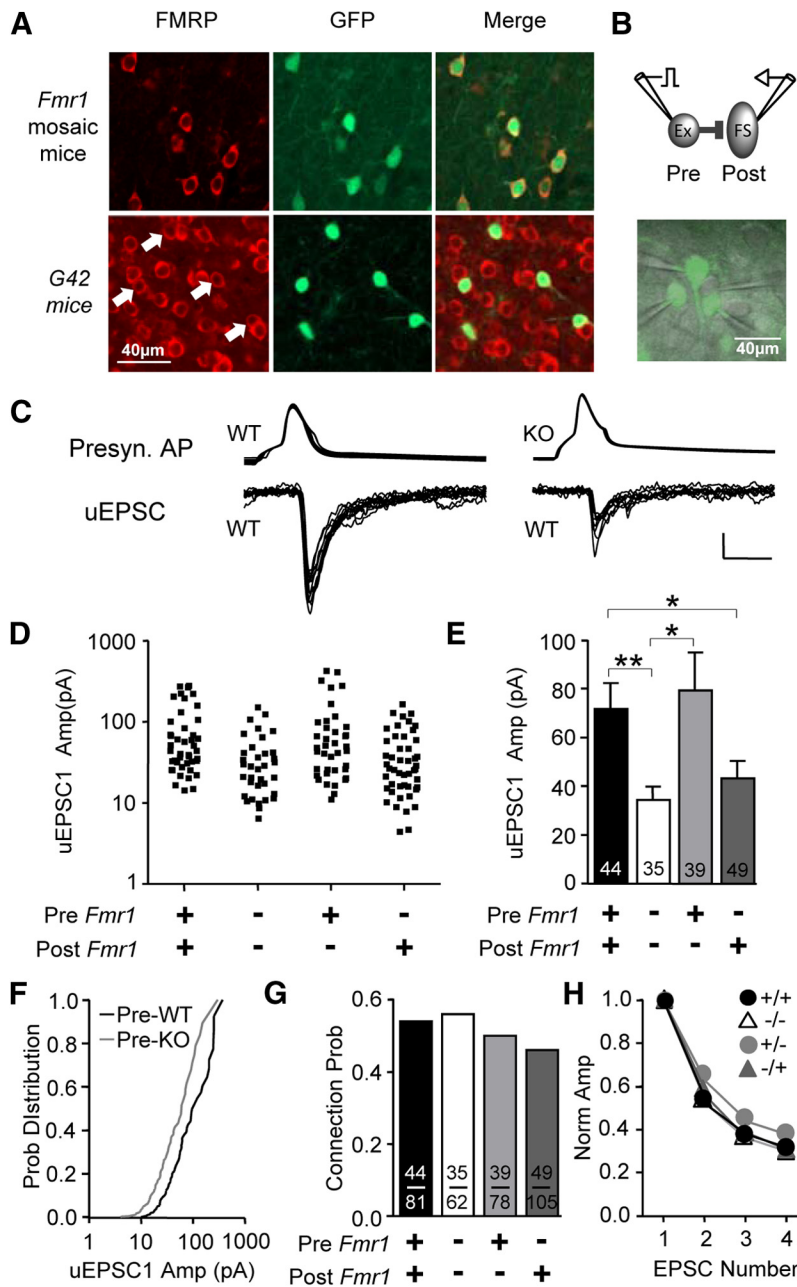 A
FMRP GFP Merge
Fmr1
mosaic
mice
G42
mice
40µm
B
Ex FS
Pre Post
40µm
C
Presyn. AP
WT
KO
uEPSC
WT
WT
D
uEPSC1 Amp(pA)
1000
100
10
1
Pre Fmr1 + - + -
Post Fmr1 + - - +
E
uEPSC1 Amp (pA)
100
80
60
40
20
0
** * *
44 35 39 49
Pre Fmr1 + - + -
Post Fmr1 + - - +
F
Prob DIstribution
1.0
0.8
0.6
0.4
0.2
0.0
Pre-WT
Pre-KO
1 10 100 1000
uEPSC1 Amp (pA)
G
Connection Prob
0.6
0.4
0.2
0.0
44 35 39 49
81 62 78 105
Pre Fmr1 + - + -
Post Fmr1 + - - +
H
Norm Amp
1.0
0.8
0.6
0.4
0.2
0.0
+/+
-/-
+/-
-/+
1 2 3 4
EPSC Number